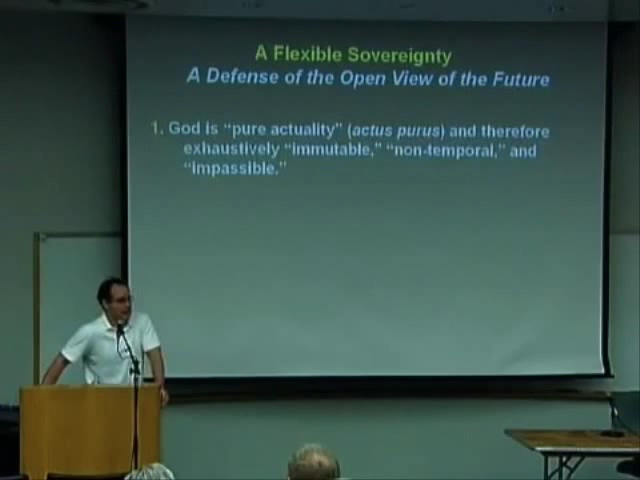 A Flexible Sovereignty
A Defense of the Open View of the Future
1. God is “pure actuality” (actus purus) and therefore
exhaustively “immutable,” “non-temporal,” and
“impassible.”